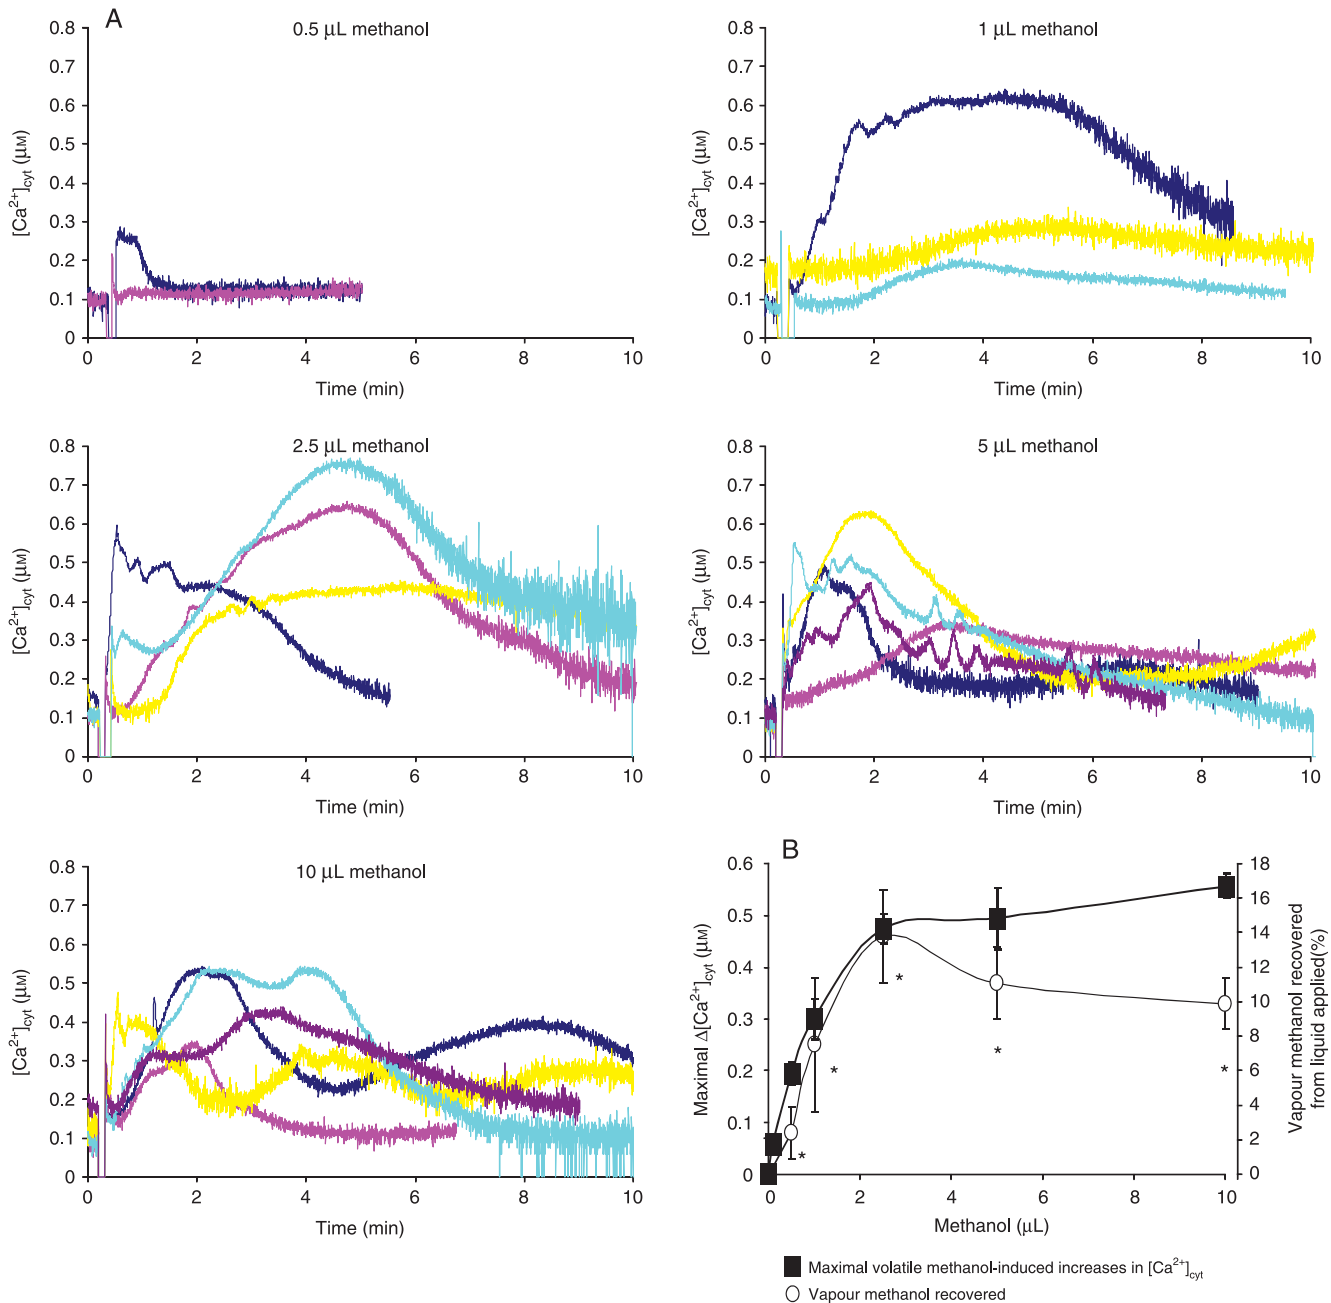 A
0.5 µL methanol
0.8
0.7
0.6
0.5
0.4
0.3
0.2
0.1
0
[Ca²⁺]cyt (µM)
0 2 4 6 8 10
Time (min)
1 µL methanol
0.8
0.7
0.6
0.5
0.4
0.3
0.2
0.1
0
[Ca²⁺]cyt (µM)
0 2 4 6 8 10
Time (min)
2.5 µL methanol
0.8
0.7
0.6
0.5
0.4
0.3
0.2
0.1
0
[Ca²⁺]cyt (µM)
0 2 4 6 8 10
Time (min)
5 µL methanol
0.8
0.7
0.6
0.5
0.4
0.3
0.2
0.1
0
[Ca²⁺]cyt (µM)
0 2 4 6 8 10
Time (min)
10 µL methanol
0.8
0.7
0.6
0.5
0.4
0.3
0.2
0.1
0
[Ca²⁺]cyt (µM)
0 2 4 6 8 10
Time (min)
B
0.6
0.5
0.4
0.3
0.2
0.1
0
Maximal Δ[Ca²⁺]cyt (µM)
18
16
14
12
10
8
6
4
2
0
Vapour methanol recovered
from liquid applied(%)
* * * * *
0 2 4 6 8 10
Methanol (µL)
Maximal volatile methanol-induced increases in [Ca²⁺]cyt
Vapour methanol recovered